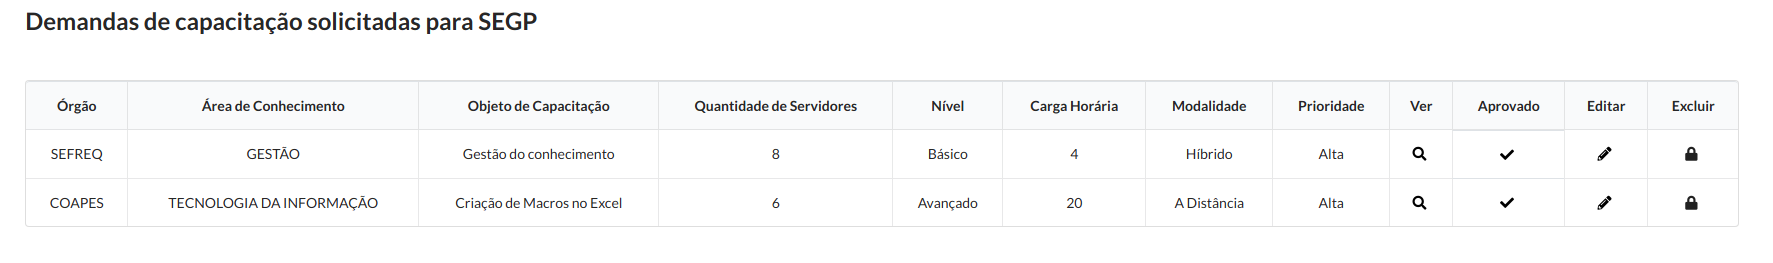 Demandas de capacitação solicitadas para SEGP
Órgão Área de Conhecimento Objeto de Capacitação Quantidade de Servidores Nível Carga Horária Modalidade Prioridade Ver Aprovado Editar Excluir
SEFREQ GESTÃO Gestão do conhecimento 8 Básico 4 Híbrido Alta
COAPES TECNOLOGIA DA INFORMAÇÃO Criação de Macros no Excel 6 Avançado 20 A Distância Alta